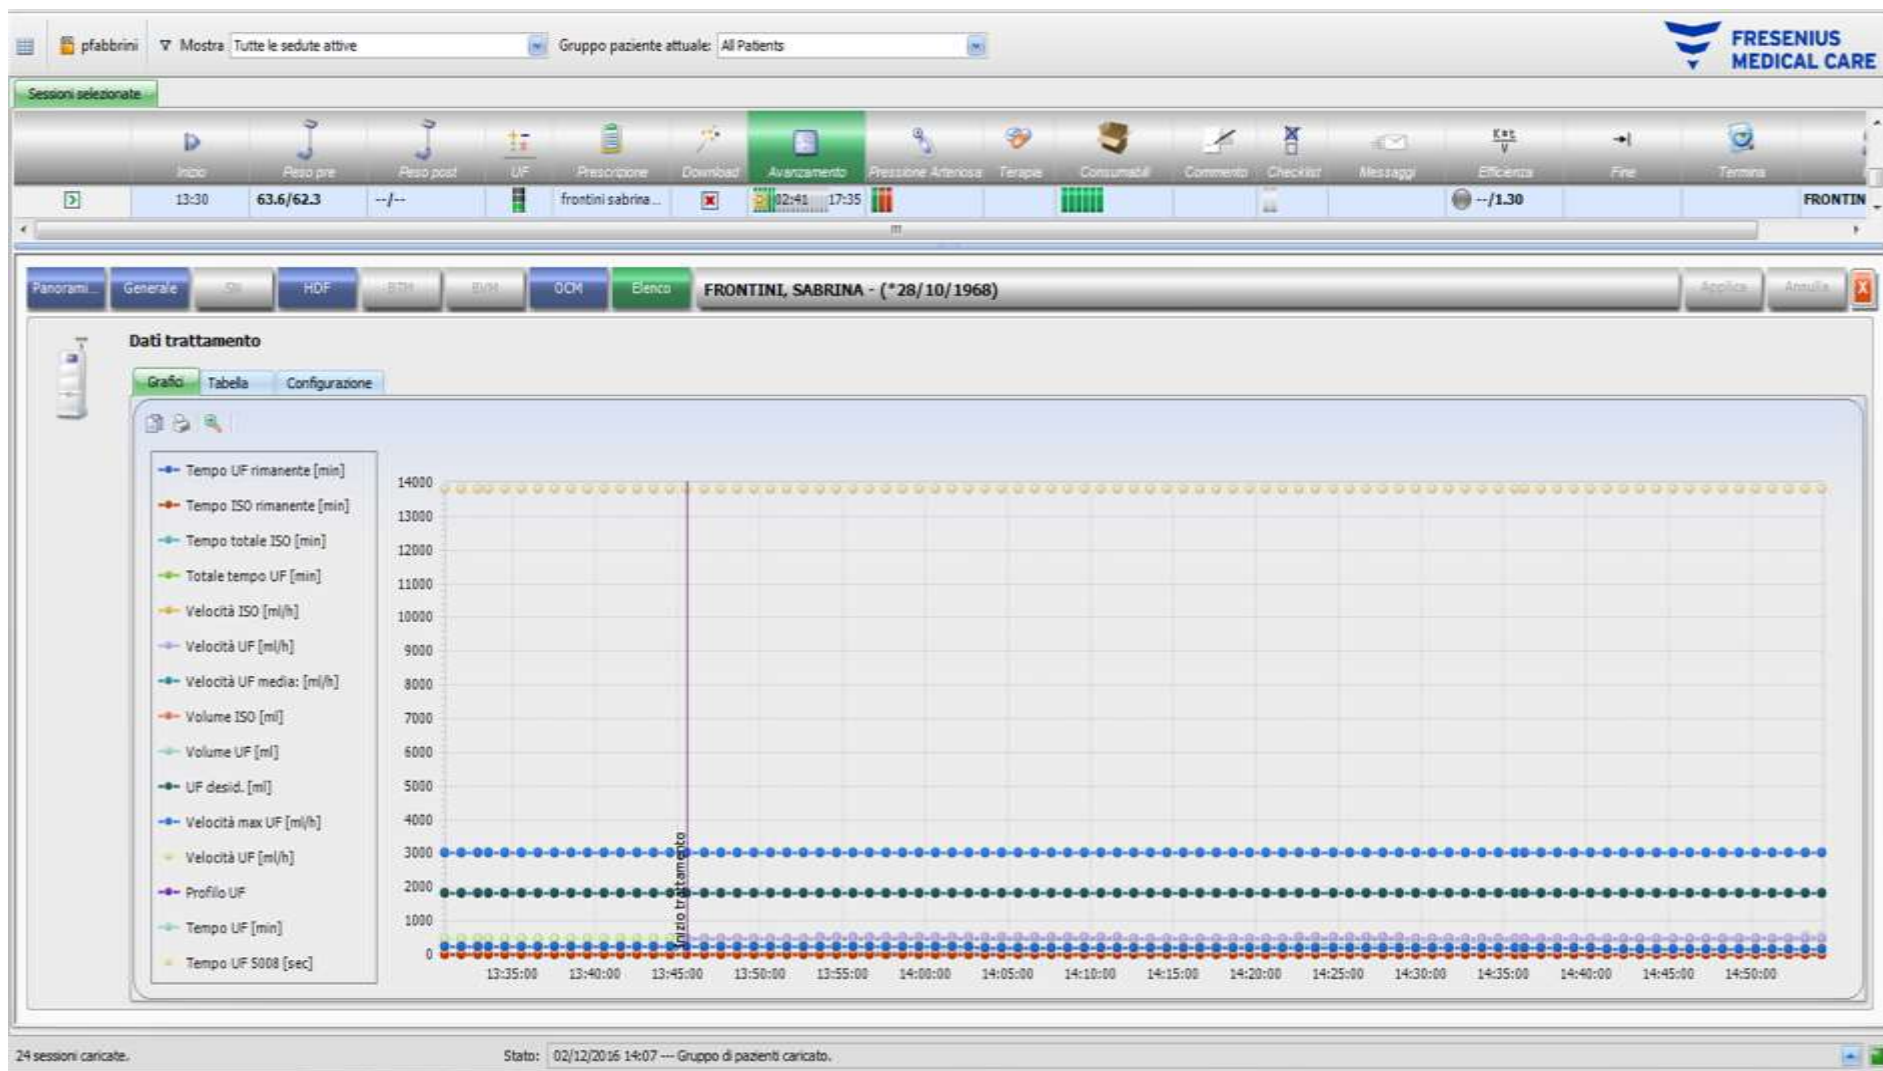 pfabbrini Mostra Tutte le sedute attive Gruppo paziente attuale: All Patients
FRESENIUS
MEDICAL CARE
Sessioni selezionate
K*t
V
Inizio Peso pre Peso post UF Prescrizione Download Avanzamento Pressione Arteriosa Terapie Consumabili Commento Checklist Messaggi Efficienza Fine Termina
13:30 63.6/62.3 --/-- frontini sabrina... 02:41 17:35 --/1.30 FRONTIN
Panorami... Generale SN HDF BTM BVM OCM Elenco FRONTINI, SABRINA - (*28/10/1968) Applica Annulla
Dati trattamento
Grafici Tabella Configurazione
Tempo UF rimanente [min]
Tempo ISO rimanente [min]
Tempo totale ISO [min]
Totale tempo UF [min]
Velocità ISO [ml/h]
Velocità UF [ml/h]
Velocità UF media: [ml/h]
Volume ISO [ml]
Volume UF [ml]
UF desid. [ml]
Velocità max UF [ml/h]
Velocità UF [ml/h]
Profilo UF
Tempo UF [min]
Tempo UF 5008 [sec]
14000
13000
12000
11000
10000
9000
8000
7000
6000
5000
4000
3000
2000
1000
0
Inizio trattamento
13:35:00 13:40:00 13:45:00 13:50:00 13:55:00 14:00:00 14:05:00 14:10:00 14:15:00 14:20:00 14:25:00 14:30:00 14:35:00 14:40:00 14:45:00 14:50:00
24 sessioni caricate. Stato: 02/12/2016 14:07 --- Gruppo di pazienti caricato.